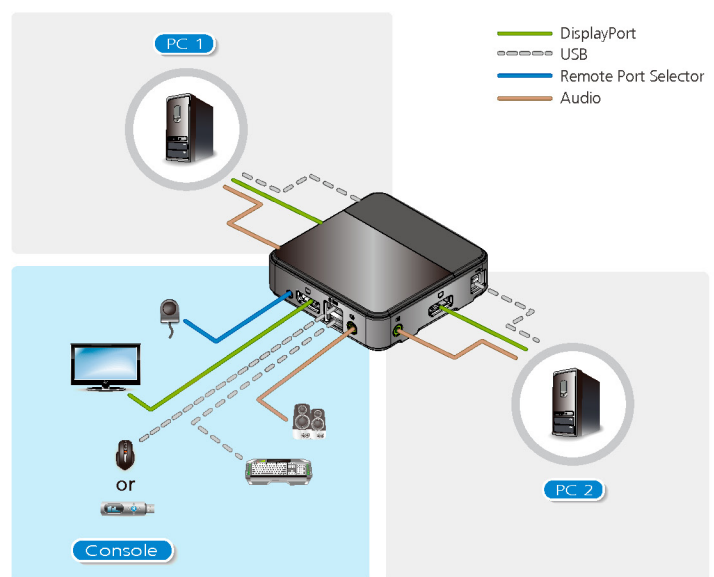 PC 1
DisplayPort
USB
Remote Port Selector
Audio
or
Console
PC 2